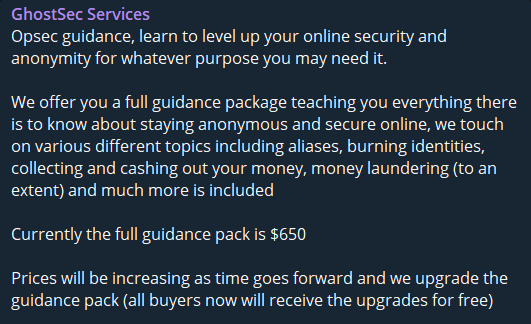 GhostSec Services
Opsec guidance, learn to level up your online security and
anonymity for whatever purpose you may need it.
We offer you a full guidance package teaching you everything there
is to know about staying anonymous and secure online, we touch
on various different topics including aliases, burning identities,
collecting and cashing out your money, money laundering (to an
extent) and much more is included
Currently the full guidance pack is $650
Prices will be increasing as time goes forward and we upgrade the
guidance pack (all buyers now will receive the upgrades for free)